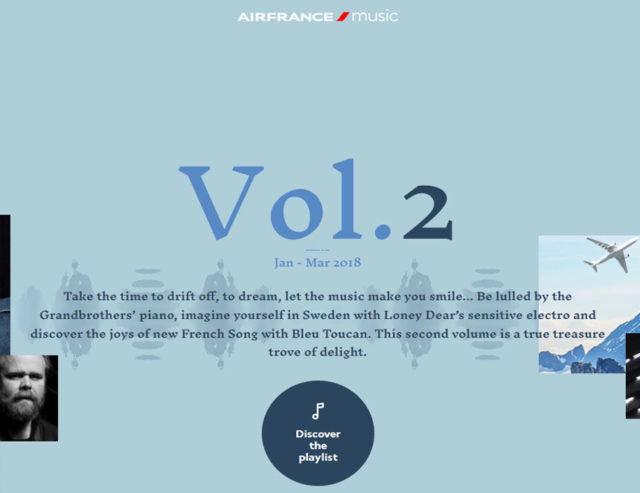 AIRFRANCE music
Vol.2
Jan - Mar 2018
Take the time to drift off, to dream, let the music make you smile... Be lulled by the
Grandbrothers' piano, imagine yourself in Sweden with Loney Dear's sensitive electro and
discover the joys of new French Song with Bleu Toucan. This second volume is a true treasure
trove of delight.
Discover
the
playlist